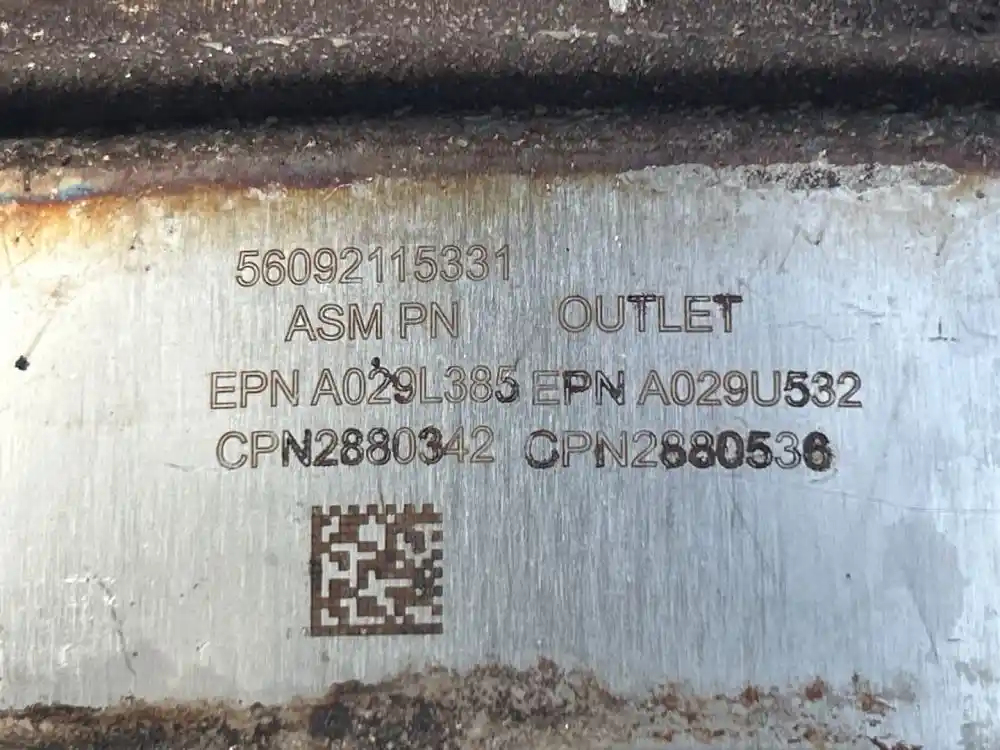 56092115331
ASM PN OUTLET
EPN A029L385 EPN A029U532
CPN2880342 CPN2880536